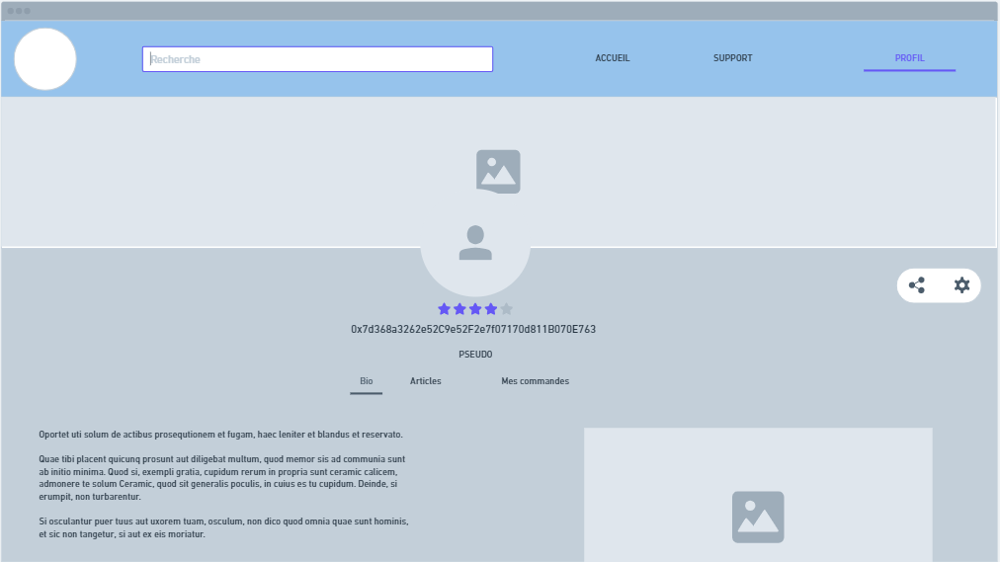 Recherche
ACCUEIL
SUPPORT
PROFIL
0x7d368a3262e52C9e52F2e7f07170d811B070E763
PSEUDO
Bio
Articles
Mes commandes
Oportet uti solum de actibus prosequtionem et fugam, haec leniter et blandus et reservato.
Quae tibi placent quicunq prosunt aut diligebat multum, quod memor sis ad communia sunt
ab initio minima. Quod si, exempli gratia, cupidum rerum in propria sunt ceramic calicem,
admonere te solum Ceramic, quod sit generalis poculis, in cuius es tu cupidum. Deinde, si
erumpit, non turbarentur.
Si osculantur puer tuus aut uxorem tuam, osculum, non dico quod omnia quae sunt hominis,
et sic non tangetur, si aut ex eis moriatur.